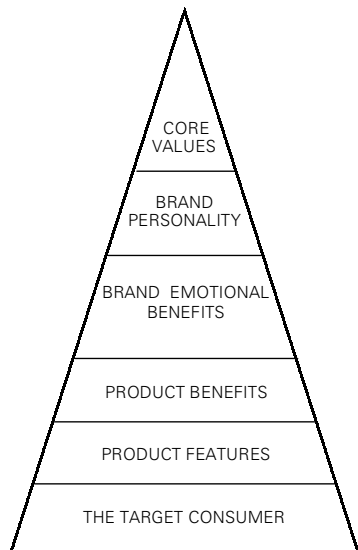 CORE
VALUES
BRAND
PERSONALITY
BRAND EMOTIONAL
BENEFITS
PRODUCT BENEFITS
PRODUCT FEATURES
THE TARGET CONSUMER